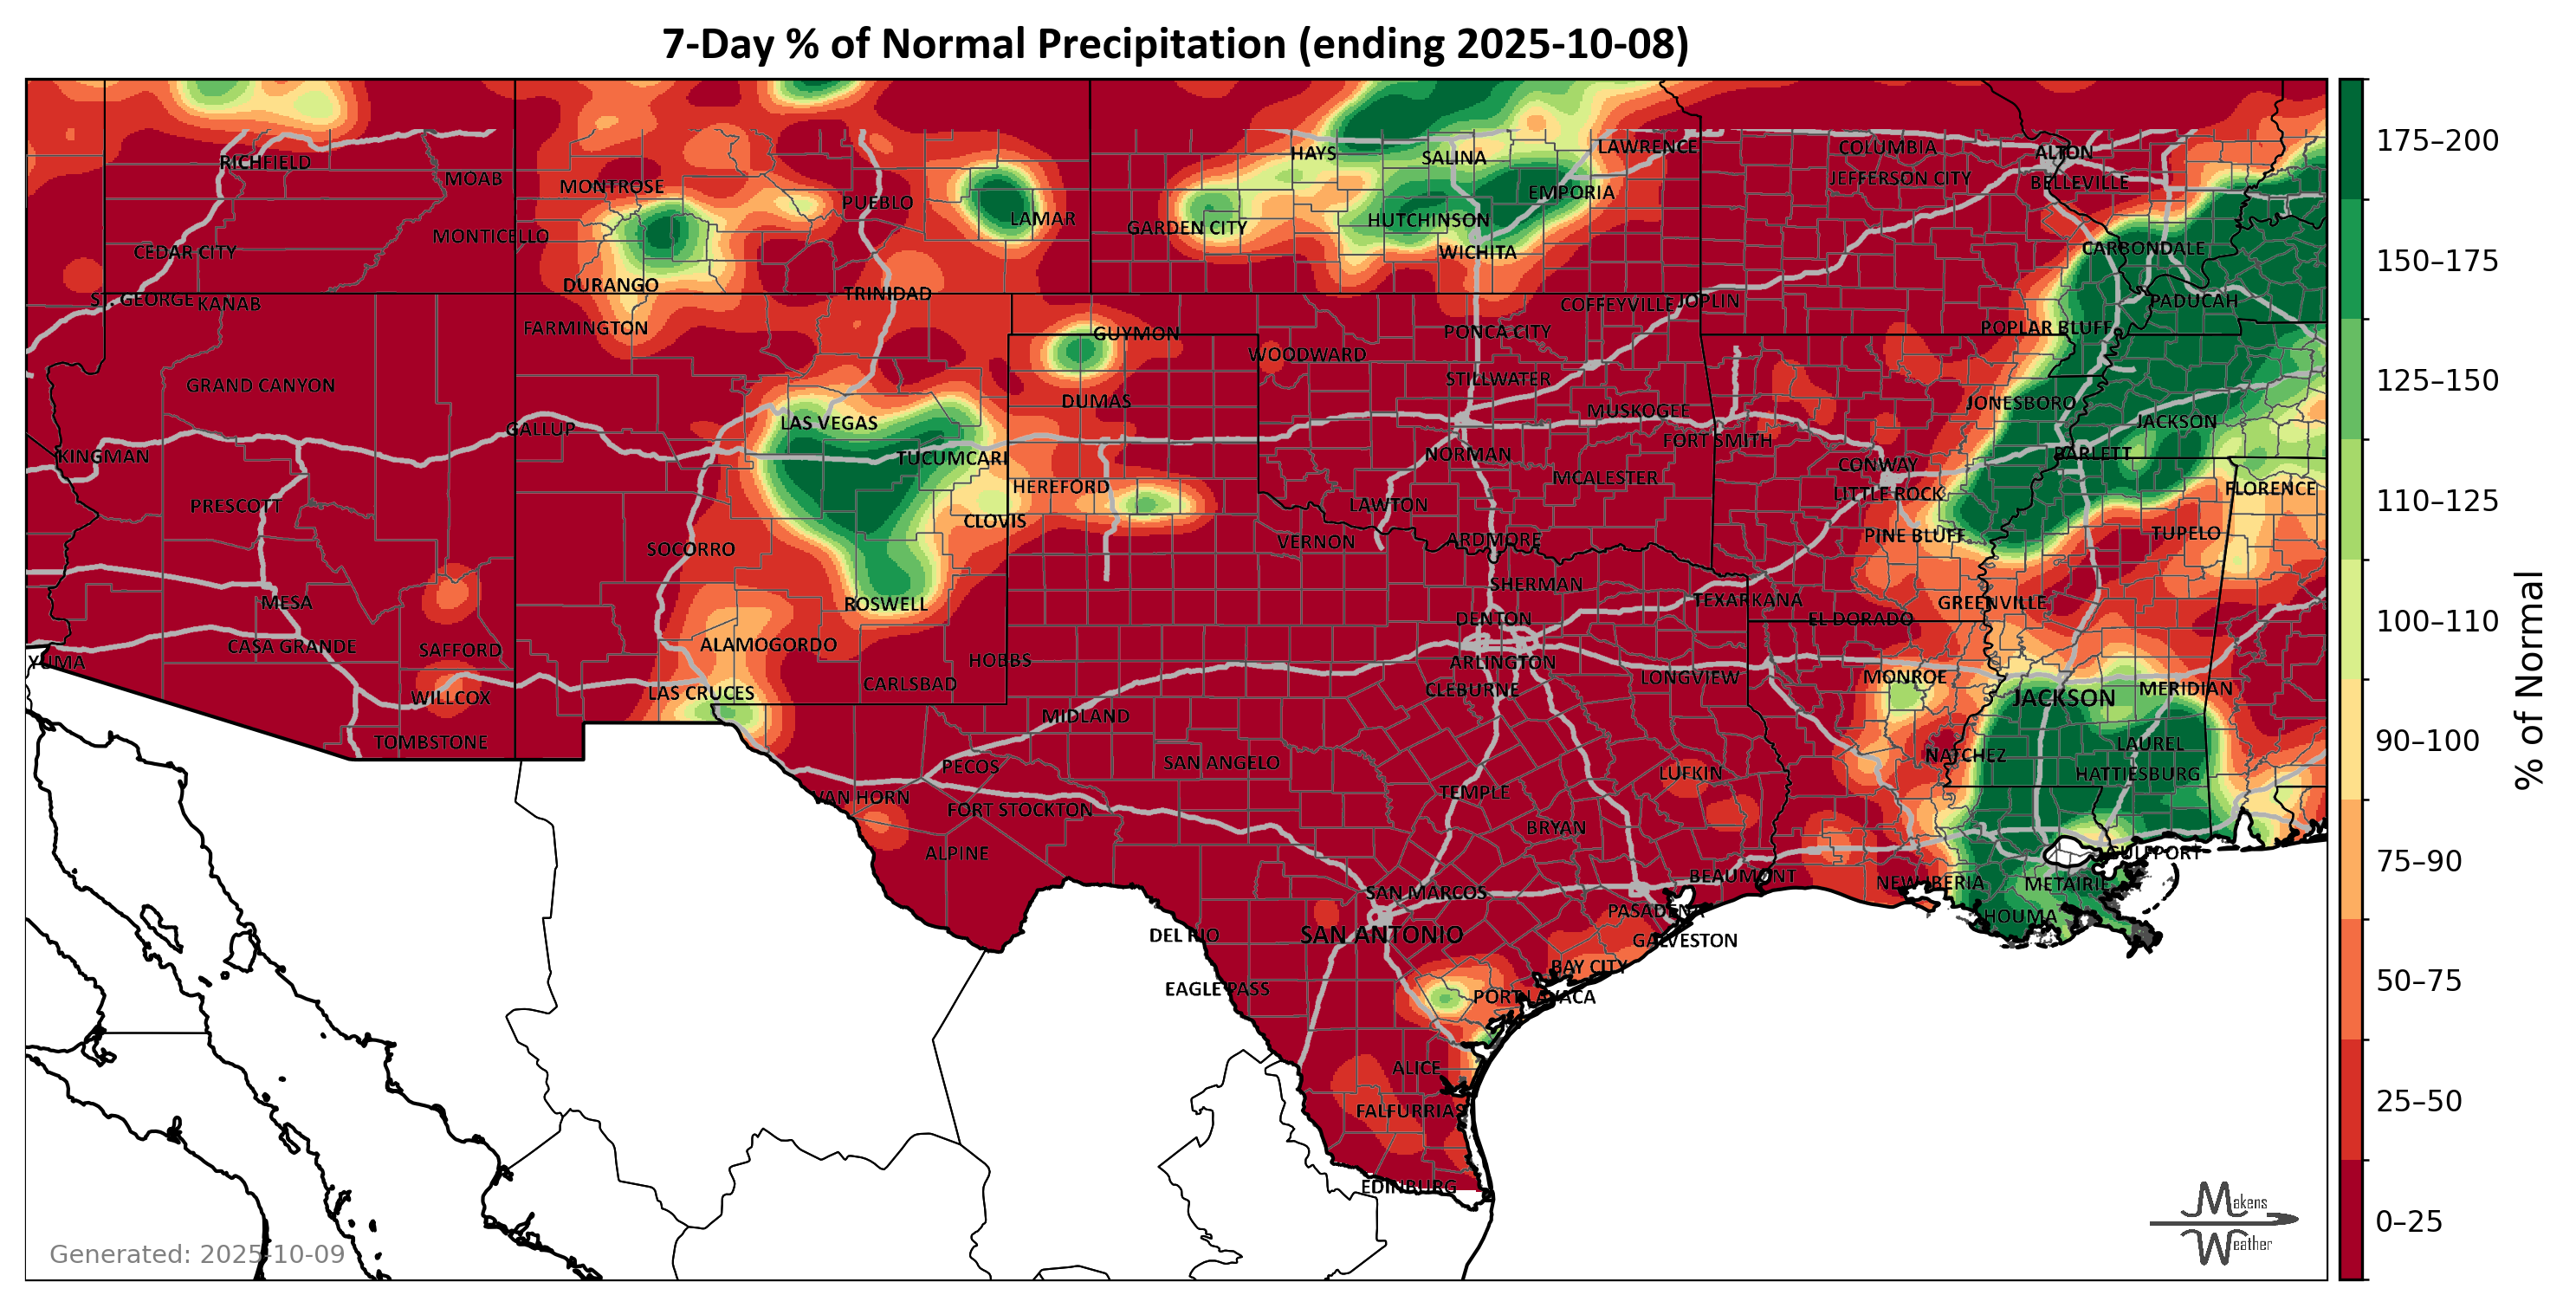 7-Day % of Normal Precipitation (ending 2025-10-08)
RICHFIELD
MOAB
MONTROSE
PUEBLO
LAMAR
HAYS
SALINA
LAWRENCE
COLUMBIA
ALTON
JEFFERSON CITY
BELLEVILLE
EMPORIA
GARDEN CITY
HUTCHINSON
WICHITA
MONTICELLO
CEDAR CITY
CARBONDALE
DURANGO
TRINIDAD
ST. GEORGE
KANAB
COFFEYVILLE
JOPLIN
PADUCAH
FARMINGTON
GUYMON
PONCA CITY
POPLAR BLUFF
WOODWARD
GRAND CANYON
STILLWATER
DUMAS
MUSKOGEE
JONESBORO
LAS VEGAS
JACKSON
GALLUP
FORT SMITH
KINGMAN
TUCUMCARI
NORMAN
BARLETT
CONWAY
MCALESTER
HEREFORD
FLORENCE
LITTLE ROCK
PRESCOTT
LAWTON
CLOVIS
TUPELO
PINE BLUFF
VERNON
ARDMORE
SOCORRO
SHERMAN
MESA
ROSWELL
TEXARKANA
GREENVILLE
DENTON
EL DORADO
CASA GRANDE
SAFFORD
ALAMOGORDO
HOBBS
ARLINGTON
YUMA
LONGVIEW
MONROE
CARLSBAD
CLEBURNE
LAS CRUCES
WILLCOX
JACKSON
MERIDIAN
MIDLAND
TOMBSTONE
LAUREL
NATCHEZ
PECOS
SAN ANGELO
LUFKIN
HATTIESBURG
TEMPLE
VAN HORN
FORT STOCKTON
BRYAN
ALPINE
GULFPORT
BEAUMONT
NEW IBERIA
METAIRIE
SAN MARCOS
PASADENA
HOUMA
DEL RIO
SAN ANTONIO
GALVESTON
BAY CITY
EAGLE PASS
PORT LAVACA
ALICE
FALFURRIAS
EDINBURG
175–200
150–175
125–150
110–125
100–110
90–100
75–90
50–75
25–50
0–25
% of Normal
Generated: 2025-10-09
Makens
Weather